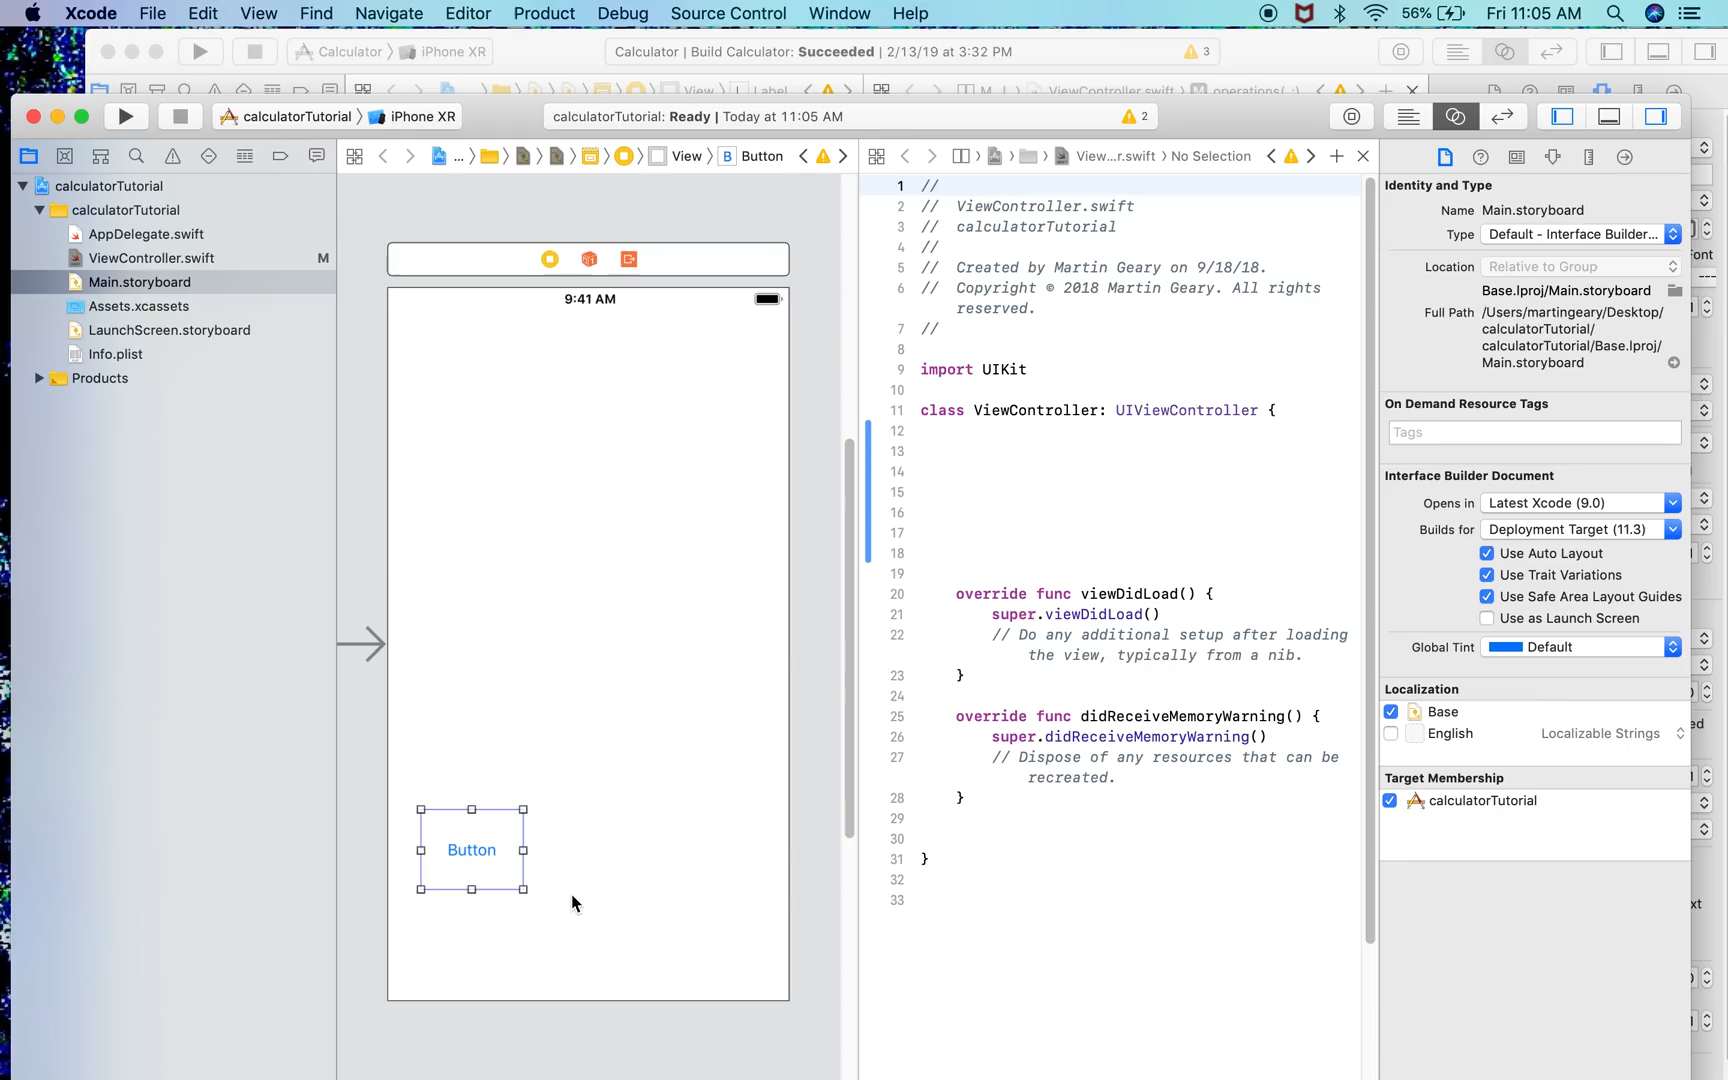 Xcode File Edit View Find Navigate Editor Product Debug Source Control Window Help 56% Fri 11:05 AM
Calculator iPhone XR Calculator | Build Calculator: Succeeded | 2/13/19 at 3:32 PM 3
calculatorTutorial iPhone XR calculatorTutorial: Ready | Today at 11:05 AM 2
... View B Button View...r.swift No Selection
calculatorTutorial
calculatorTutorial
AppDelegate.swift
ViewController.swift M
Main.storyboard
Assets.xcassets
LaunchScreen.storyboard
Info.plist
Products
9:41 AM
Button
1 //
2 // ViewController.swift
3 // calculatorTutorial
4 //
5 // Created by Martin Geary on 9/18/18.
6 // Copyright © 2018 Martin Geary. All rights
reserved.
7 //
8
9 import UIKit
10
11 class ViewController: UIViewController {
12
13
14
15
16
17
18
19
20 override func viewDidLoad() {
21 super.viewDidLoad()
22 // Do any additional setup after loading
the view, typically from a nib.
23 }
24
25 override func didReceiveMemoryWarning() {
26 super.didReceiveMemoryWarning()
27 // Dispose of any resources that can be
recreated.
28 }
29
30
31 }
32
33
Identity and Type
Name Main.storyboard
Type Default - Interface Builder...
Location Relative to Group
Base.lproj/Main.storyboard
Full Path /Users/martingeary/Desktop/
calculatorTutorial/
calculatorTutorial/Base.lproj/
Main.storyboard
On Demand Resource Tags
Tags
Interface Builder Document
Opens in Latest Xcode (9.0)
Builds for Deployment Target (11.3)
Use Auto Layout
Use Trait Variations
Use Safe Area Layout Guides
Use as Launch Screen
Global Tint Default
Localization
Base
English Localizable Strings
Target Membership
calculatorTutorial